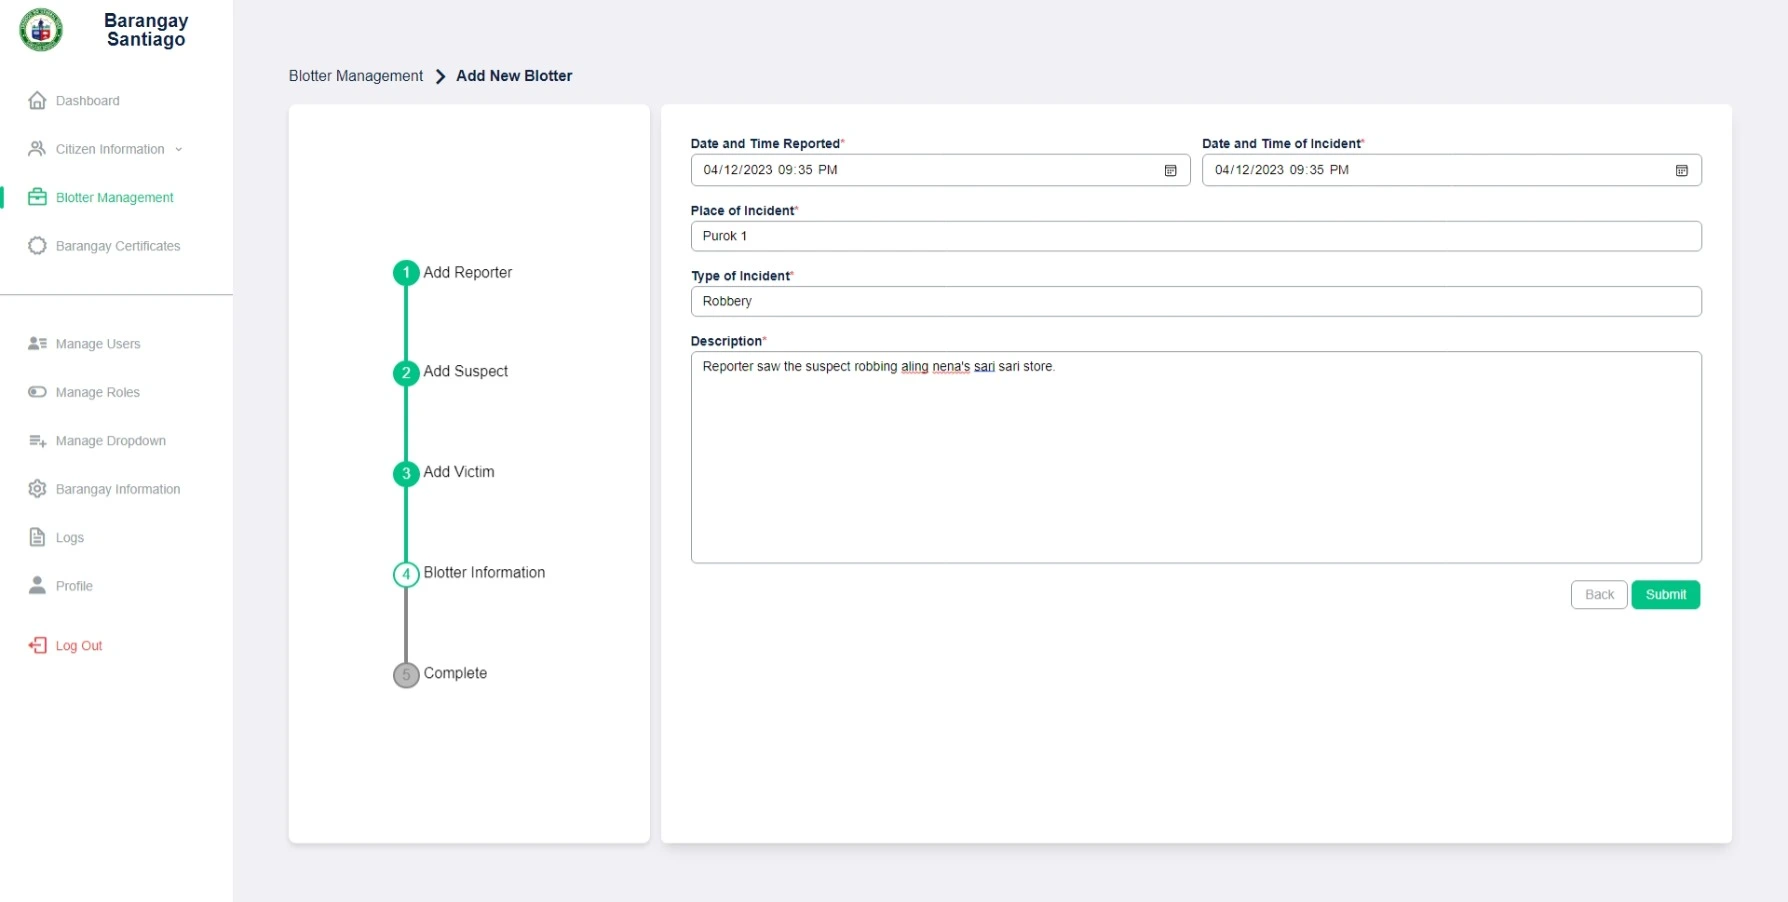 Barangay
Santiago
Dashboard
Citizen Information
Blotter Management
Barangay Certificates
Manage Users
Manage Roles
Manage Dropdown
Barangay Information
Logs
Profile
Log Out
Blotter Management > Add New Blotter
1 Add Reporter
2 Add Suspect
3 Add Victim
4 Blotter Information
5 Complete
Date and Time Reported* Date and Time of Incident*
04/12/2023 09:35 PM 04/12/2023 09:35 PM
Place of Incident*
Purok 1
Type of Incident*
Robbery
Description*
Reporter saw the suspect robbing aling nena's sari sari store.
Back Submit